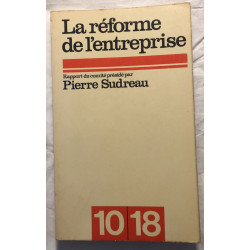 La réforme
de l'entreprise
Rapport du comité présidé par
Pierre Sudreau
10 18